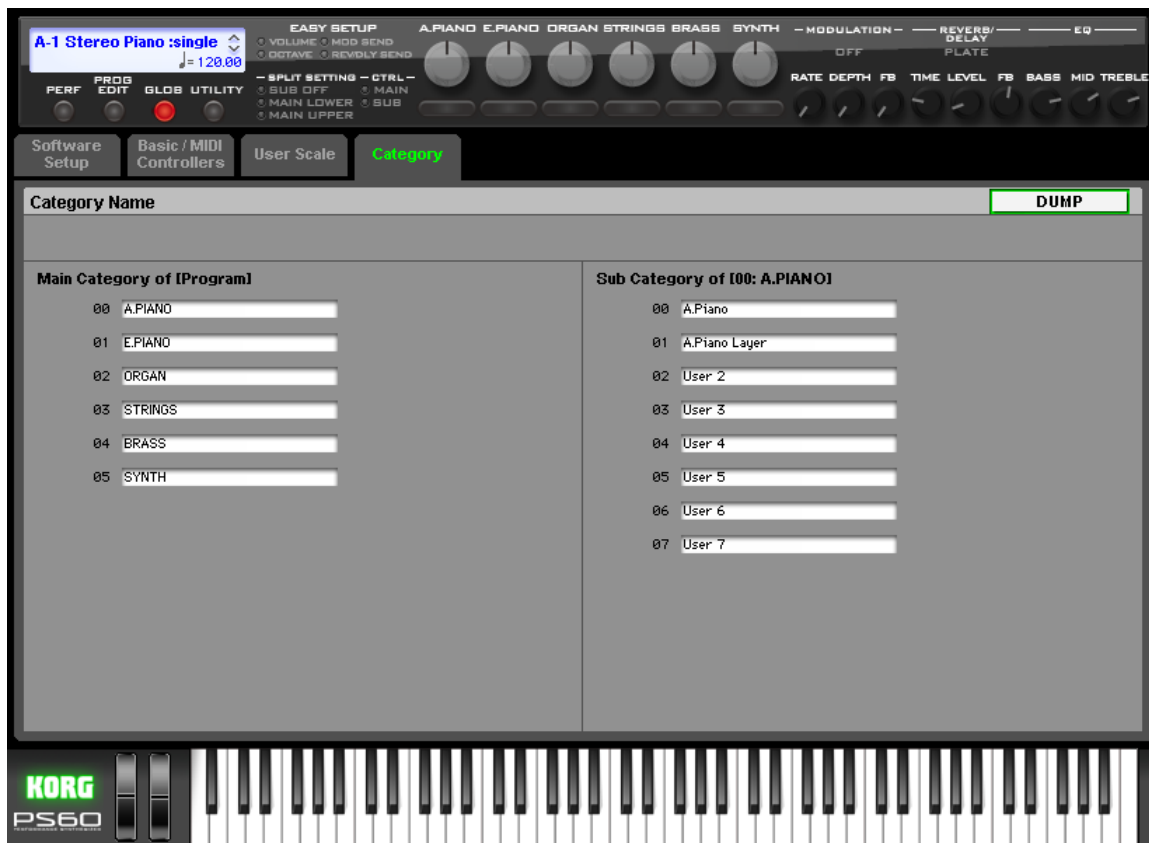 A-1 Stereo Piano :single
♩= 120.00
PERF
PROG EDIT
GLOB
UTILITY
EASY SETUP
VOLUME MOD SEND
OCTAVE REV/DLY SEND
SPLIT SETTING – CTRL
SUB OFF MAIN
MAIN LOWER SUB
MAIN UPPER
A.PIANO E.PIANO ORGAN STRINGS BRASS SYNTH
MODULATION
OFF
RATE DEPTH FB
REVERB/DELAY
PLATE
TIME LEVEL FB
EQ
BASS MID TREBLE
Software Setup
Basic / MIDI Controllers
User Scale
Category
Category Name
DUMP
Main Category of [Program]
00 A.PIANO
01 E.PIANO
02 ORGAN
03 STRINGS
04 BRASS
05 SYNTH
Sub Category of [00: A.PIANO]
00 A.Piano
01 A.Piano Layer
02 User 2
03 User 3
04 User 4
05 User 5
06 User 6
07 User 7
KORG
PS60
PERFORMANCE SYNTHESIZER